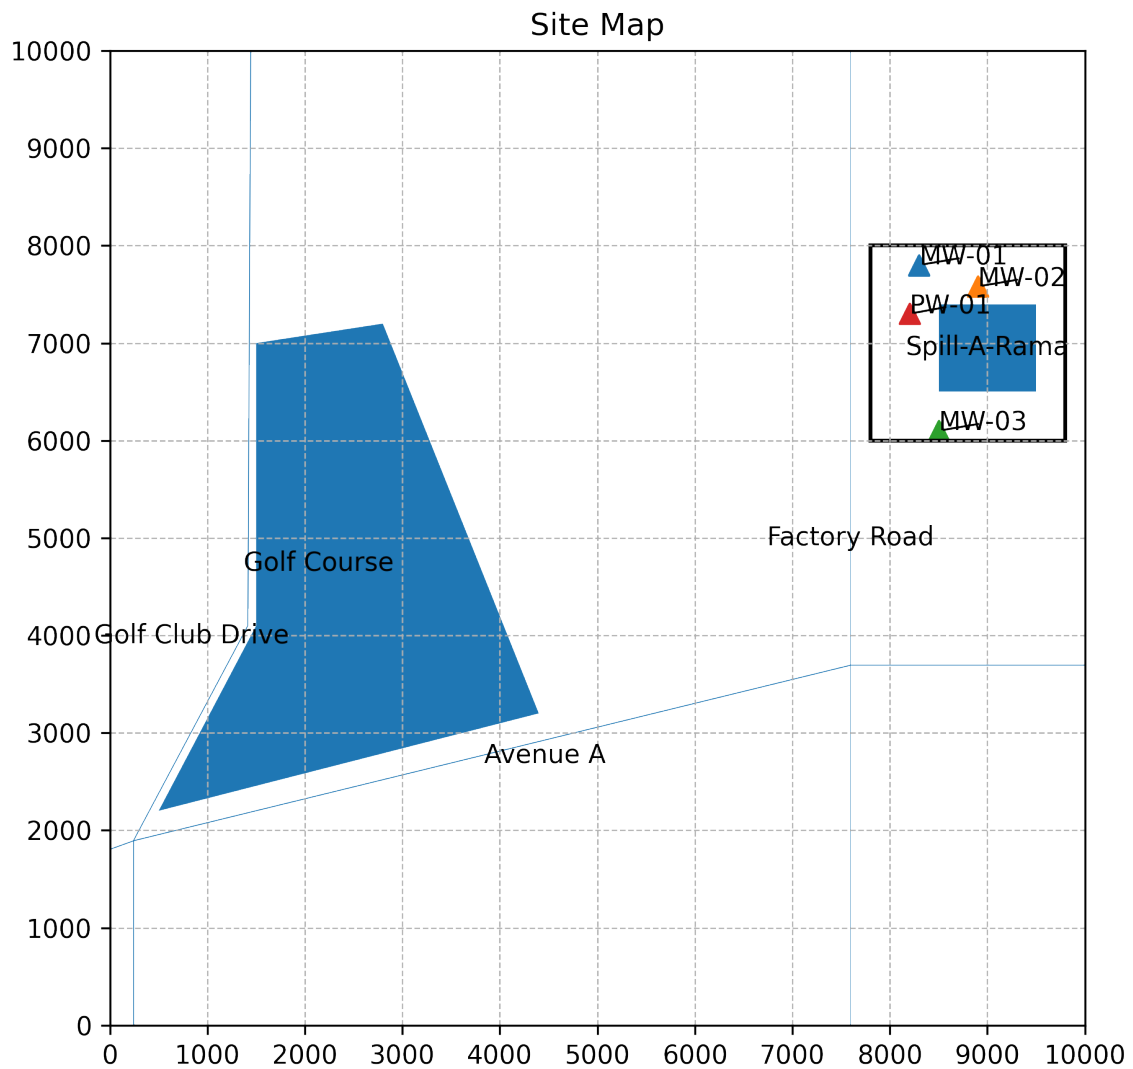 Site Map
10000
9000
8000
7000
6000
5000
4000
3000
2000
1000
0
MW-01
MW-02
PW-01
Spill-A-Rama
MW-03
Factory Road
Golf Course
Golf Club Drive
Avenue A
0 1000 2000 3000 4000 5000 6000 7000 8000 9000 10000